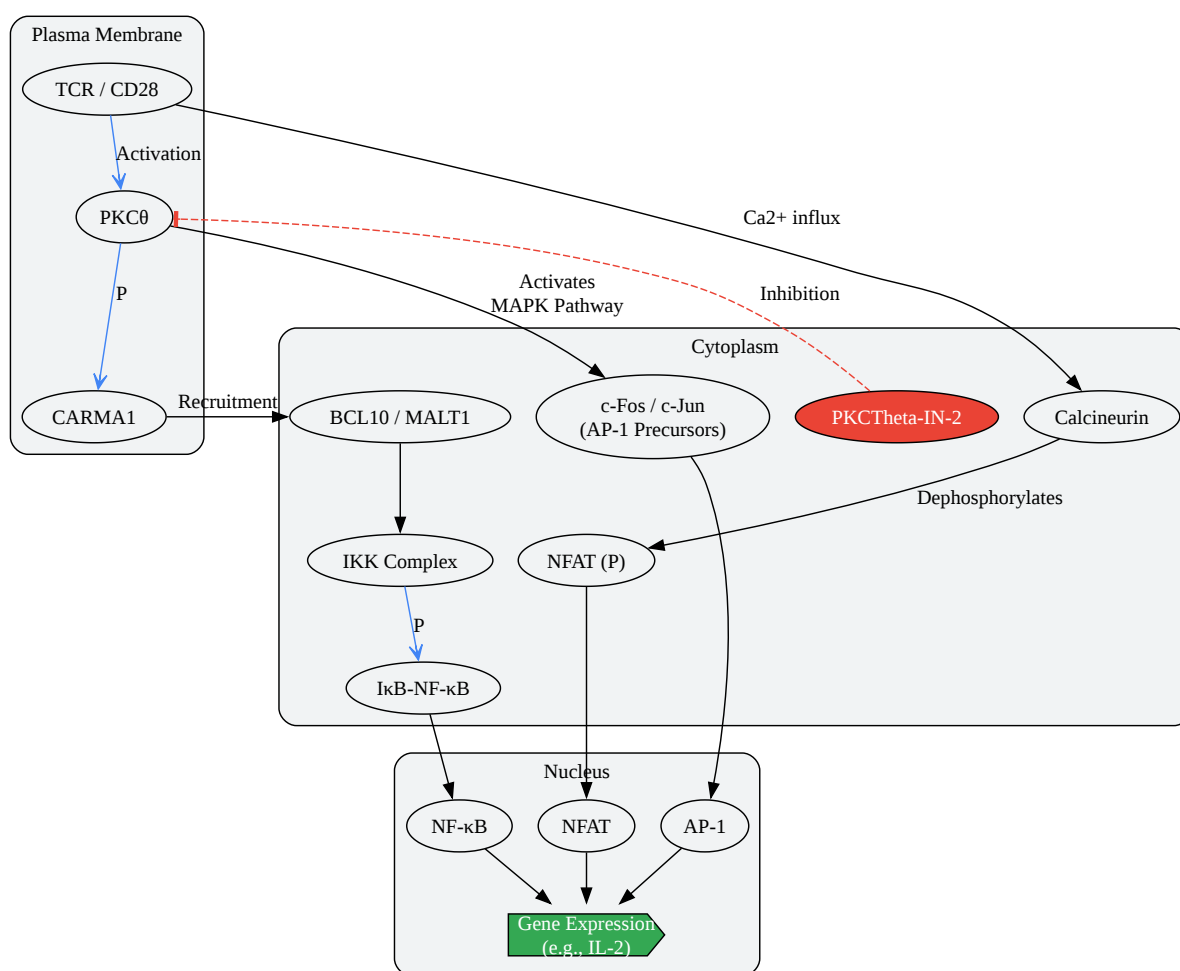 Plasma Membrane
TCR / CD28
Activation
PKCθ
Ca2+ influx
Activates
MAPK Pathway
Inhibition
P
Cytoplasm
CARMA1
Recruitment
BCL10 / MALT1
c-Fos / c-Jun
(AP-1 Precursors)
PKCTheta-IN-2
Calcineurin
Dephosphorylates
IKK Complex
NFAT (P)
P
IκB-NF-κB
Nucleus
NF-κB
NFAT
AP-1
Gene Expression
(e.g., IL-2)